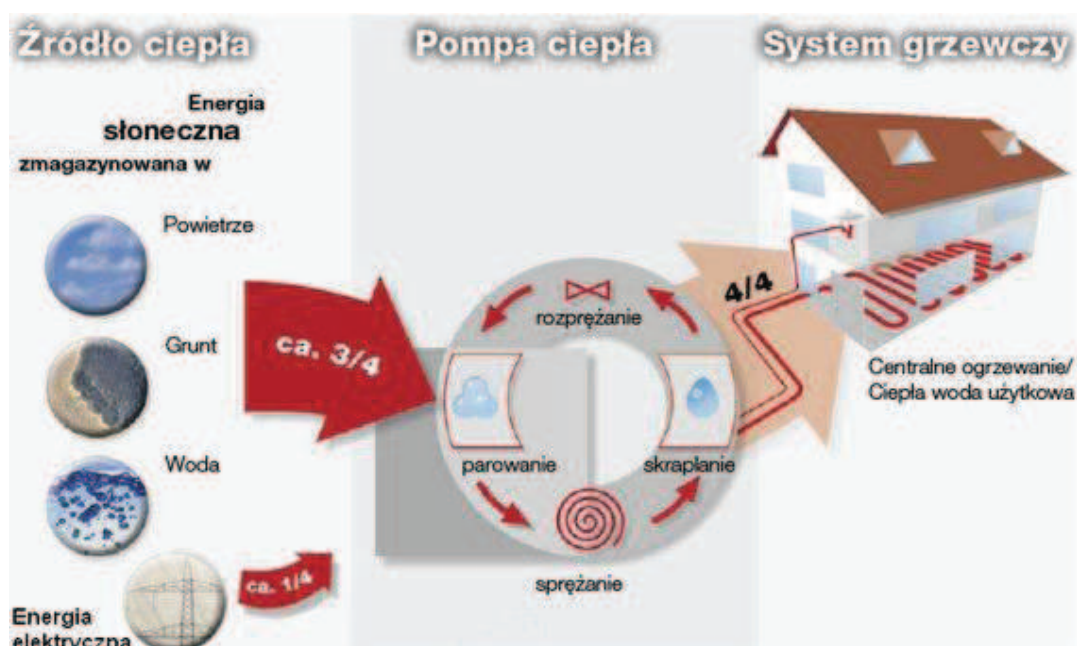 Źródło ciepła
Pompa ciepła
System grzewczy
Energia
słoneczna
zmagazynowana w
Powietrze
Grunt
Woda
Energia
elektryczna
ca. 3/4
ca. 1/4
rozprężanie
parowanie
skraplanie
sprężanie
4/4
Centralne ogrzewanie/
Ciepła woda użytkowa